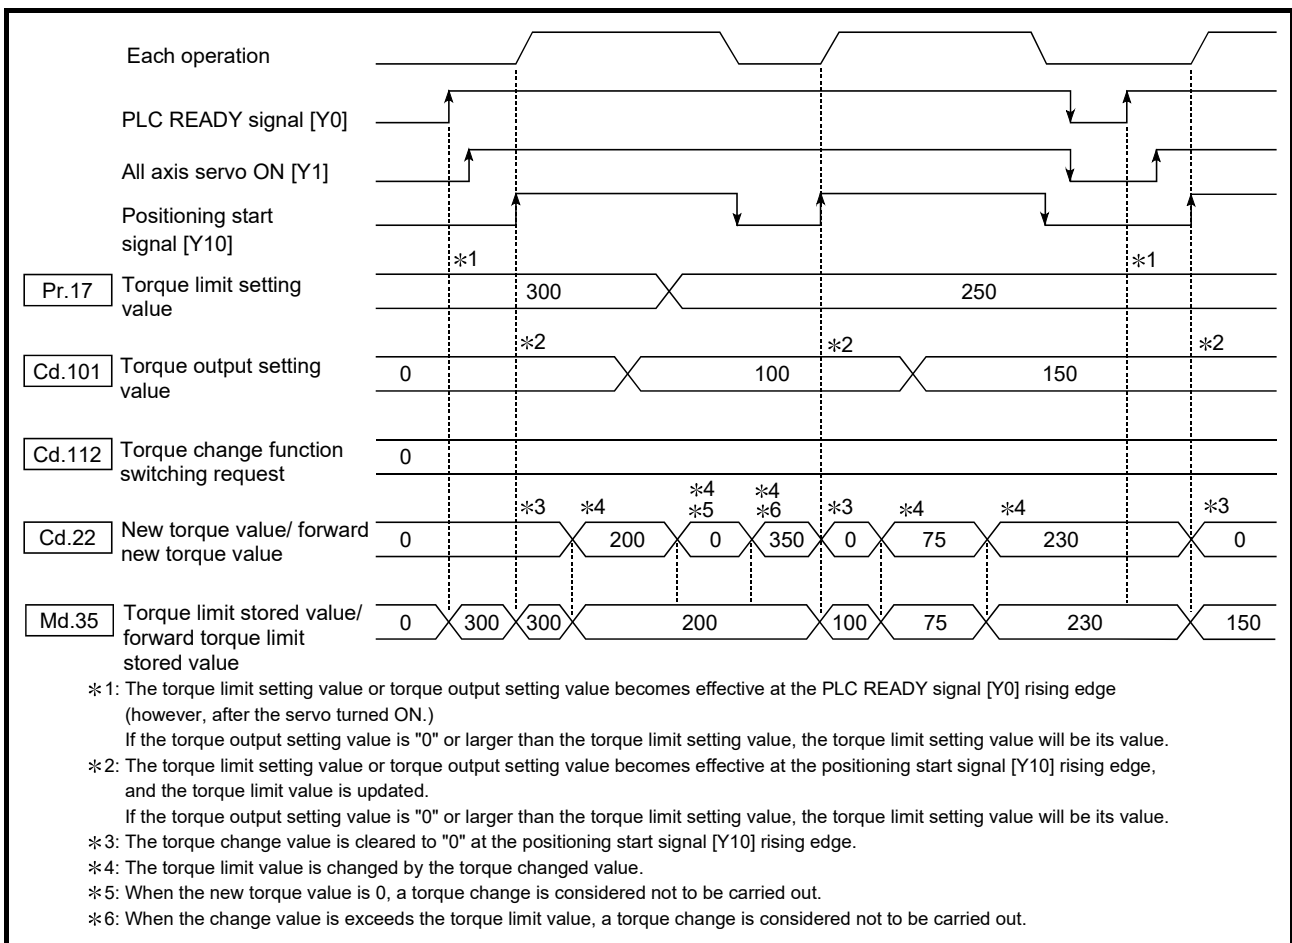 Each operation
PLC READY signal [Y0]
All axis servo ON [Y1]
Positioning start
signal [Y10]
∗1
∗1
Pr.17
Torque limit setting
value
300
250
∗2
∗2
∗2
Cd.101
Torque output setting
value
0
100
150
Cd.112
Torque change function
switching request
0
∗4
∗4
∗3
∗4
∗5
∗6
∗3
∗4
∗4
∗3
Cd.22
New torque value/ forward
new torque value
0
200
0
350
0
75
230
0
Md.35
Torque limit stored value/
forward torque limit
stored value
0
300
300
200
100
75
230
150
∗1: The torque limit setting value or torque output setting value becomes effective at the PLC READY signal [Y0] rising edge
(however, after the servo turned ON.)
If the torque output setting value is "0" or larger than the torque limit setting value, the torque limit setting value will be its value.
∗2: The torque limit setting value or torque output setting value becomes effective at the positioning start signal [Y10] rising edge,
and the torque limit value is updated.
If the torque output setting value is "0" or larger than the torque limit setting value, the torque limit setting value will be its value.
∗3: The torque change value is cleared to "0" at the positioning start signal [Y10] rising edge.
∗4: The torque limit value is changed by the torque changed value.
∗5: When the new torque value is 0, a torque change is considered not to be carried out.
∗6: When the change value is exceeds the torque limit value, a torque change is considered not to be carried out.